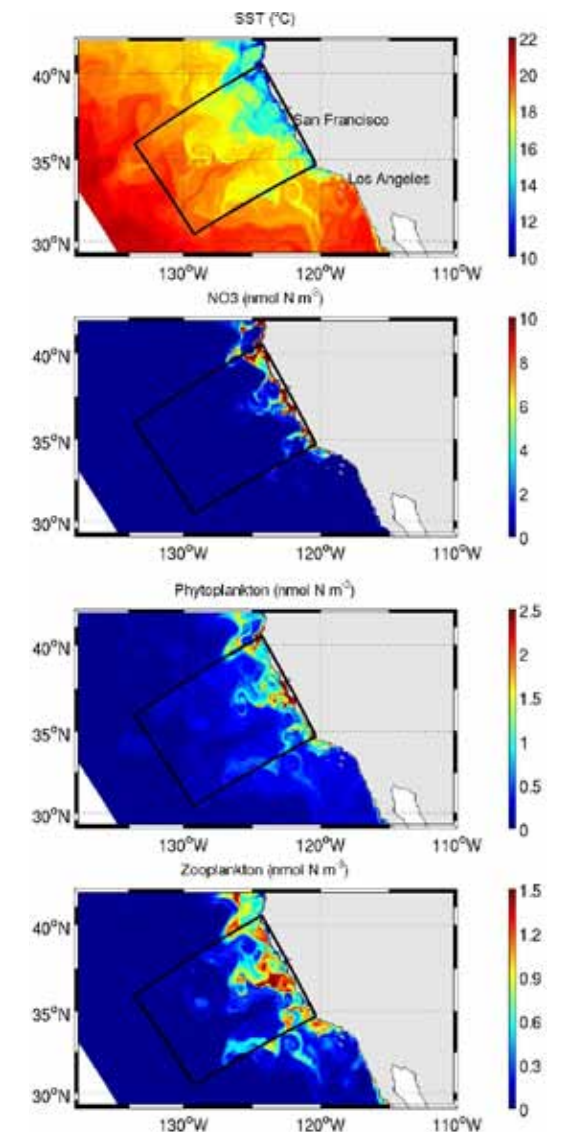 SST (°C)
40°N
35°N
30°N
San Francisco
Los Angeles
130°W 120°W 110°W
22
20
18
16
14
12
10
NO3 (nmol N m⁻³)
40°N
35°N
30°N
130°W 120°W 110°W
10
8
6
4
2
0
Phytoplankton (nmol N m⁻³)
40°N
35°N
30°N
130°W 120°W 110°W
2.5
2
1.5
1
0.5
0
Zooplankton (nmol N m⁻³)
40°N
35°N
30°N
130°W 120°W 110°W
1.5
1.2
0.9
0.6
0.3
0